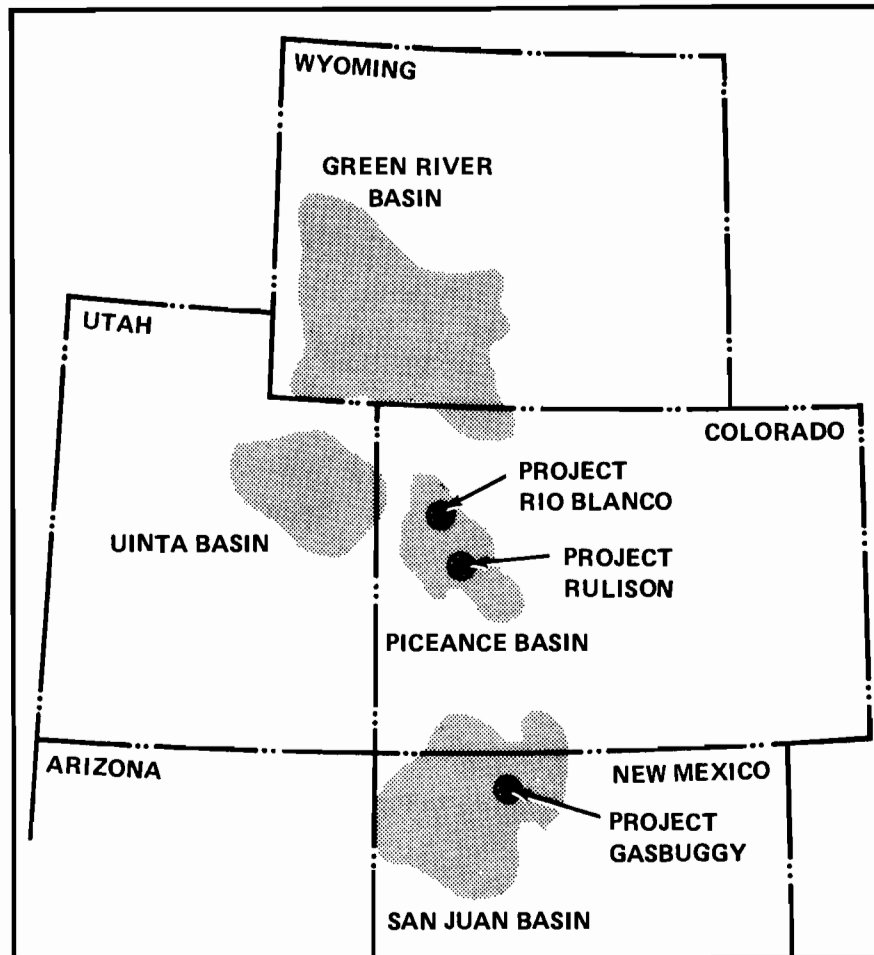 WYOMING
GREEN RIVER
BASIN
UTAH
COLORADO
PROJECT
RIO BLANCO
UINTA BASIN
PROJECT
RULISON
PICEANCE BASIN
ARIZONA
NEW MEXICO
PROJECT
GASBUGGY
SAN JUAN BASIN